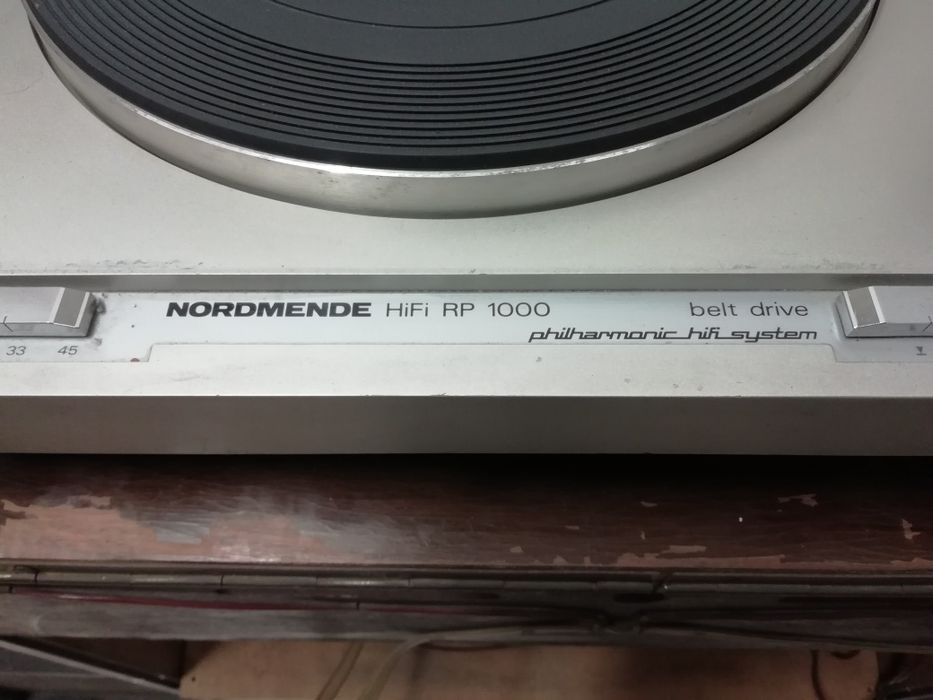 NORDMENDE HiFi RP 1000 belt drive
philharmonic hifi system
33 45